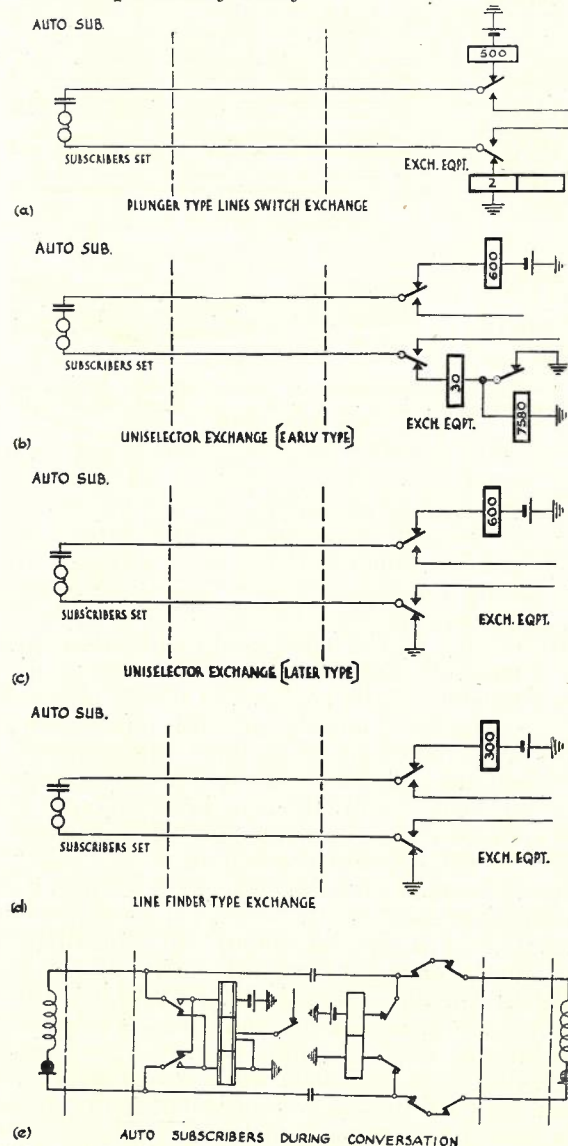 AUTO SUB.
500
SUBSCRIBERS SET
EXCH. EQPT.
2
(a)
PLUNGER TYPE LINES SWITCH EXCHANGE
AUTO SUB.
600
SUBSCRIBERS SET
30
7580
EXCH. EQPT.
(b)
UNISELECTOR EXCHANGE [EARLY TYPE]
AUTO SUB.
600
SUBS'CRIBERS SET
EXCH. EQPT.
(c)
UNISELECTOR EXCHANGE [LATER TYPE]
AUTO SUB.
300
SUBSCRIBERS SET
EXCH. EQPT.
(d)
LINE FINDER TYPE EXCHANGE
(e)
AUTO SUBSCRIBERS DURING CONVERSATION